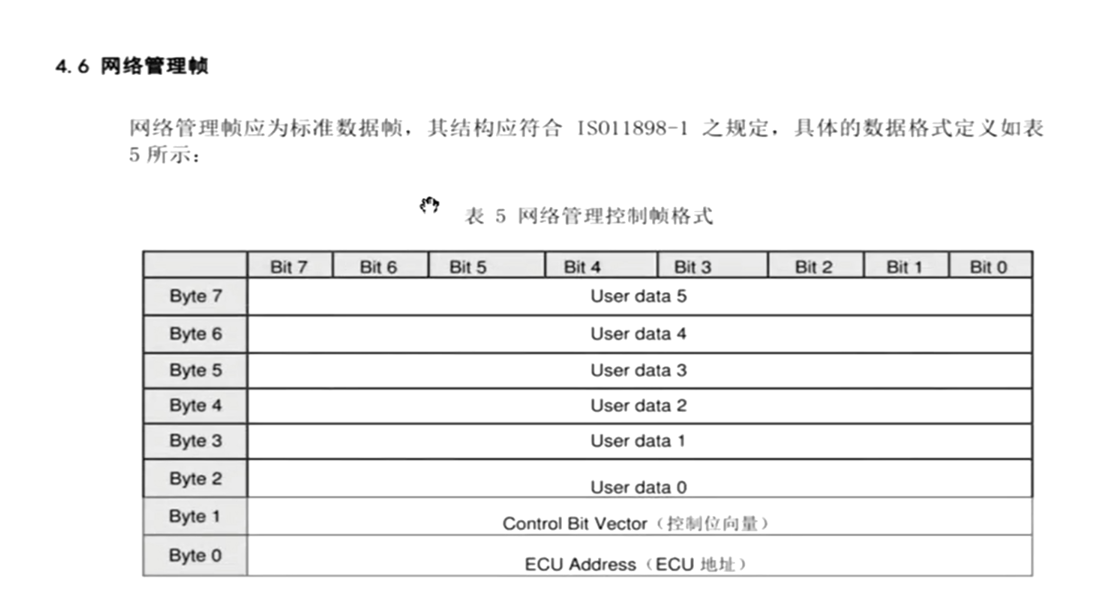 4.6 网络管理帧
网络管理帧应为标准数据帧，其结构应符合 ISO11898-1 之规定，具体的数据格式定义如表
5 所示：
表 5 网络管理控制帧格式
Bit 7 Bit 6 Bit 5 Bit 4 Bit 3 Bit 2 Bit 1 Bit 0
Byte 7 User data 5
Byte 6 User data 4
Byte 5 User data 3
Byte 4 User data 2
Byte 3 User data 1
Byte 2 User data 0
Byte 1 Control Bit Vector（控制位向量）
Byte 0 ECU Address（ECU 地址）